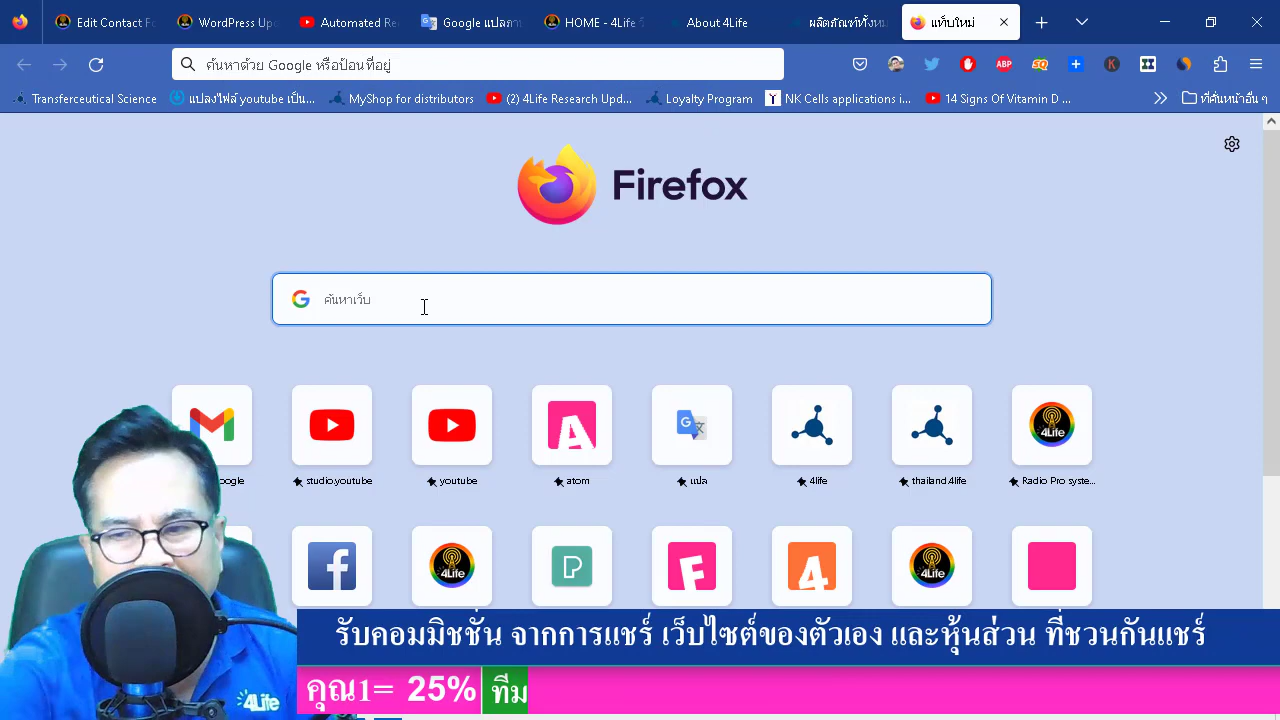 Edit Contact Fo
WordPress Upd
Automated Re
Google แปลภา
HOME - 4Life
About 4Life
ผลิตภัณฑ์ทั้งหม
แท็บใหม่
ค้นหาด้วย Google หรือป้อนที่อยู่
Transferceutical Science
แปลงไฟล์ youtube เป็น...
MyShop for distributors
(2) 4Life Research Upd...
Loyalty Program
NK Cells applications i...
14 Signs Of Vitamin D ...
ที่คั่นหน้าอื่น ๆ
Firefox
ค้นหาเว็บ
google
studio.youtube
youtube
atom
แปล
4life
thailand.4life
Radio Pro syste...
รับคอมมิชชั่น จากการแชร์ เว็บไซต์ของตัวเอง และหุ้นส่วน ที่ชวนกันแชร์
คุณ1= 25% ทีม
4Life